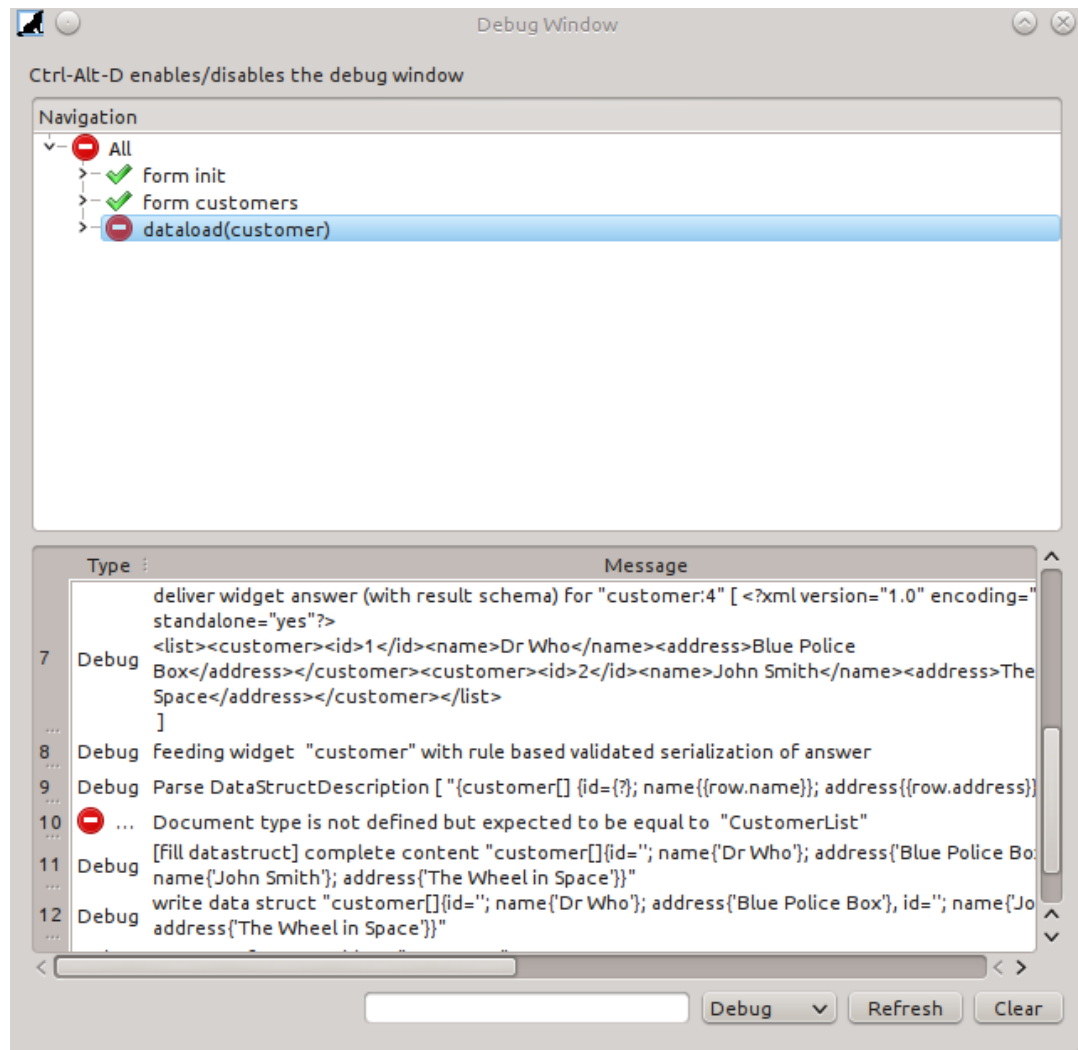 Debug Window
Ctrl-Alt-D enables/disables the debug window
Navigation
All
form init
form customers
dataload(customer)
Type Message
7 Debug deliver widget answer (with result schema) for "customer:4" [ <?xml version="1.0" encoding="
standalone="yes"?>
<list><customer><id>1</id><name>Dr Who</name><address>Blue Police
Box</address></customer><customer><id>2</id><name>John Smith</name><address>The
Space</address></customer></list>
]
...
8 Debug feeding widget "customer" with rule based validated serialization of answer
...
9 Debug Parse DataStructDescription [ "{customer[] {id={?}; name{{row.name}}; address{{row.address}}
...
10 ... Document type is not defined but expected to be equal to "CustomerList"
11 Debug [fill datastruct] complete content "customer[]{id=''; name{'Dr Who'}; address{'Blue Police Bo
name{'John Smith'}; address{'The Wheel in Space'}}"
...
12 Debug write data struct "customer[]{id=''; name{'Dr Who'}; address{'Blue Police Box'}, id=''; name{'Jo
address{'The Wheel in Space'}}"
...
Debug Refresh Clear